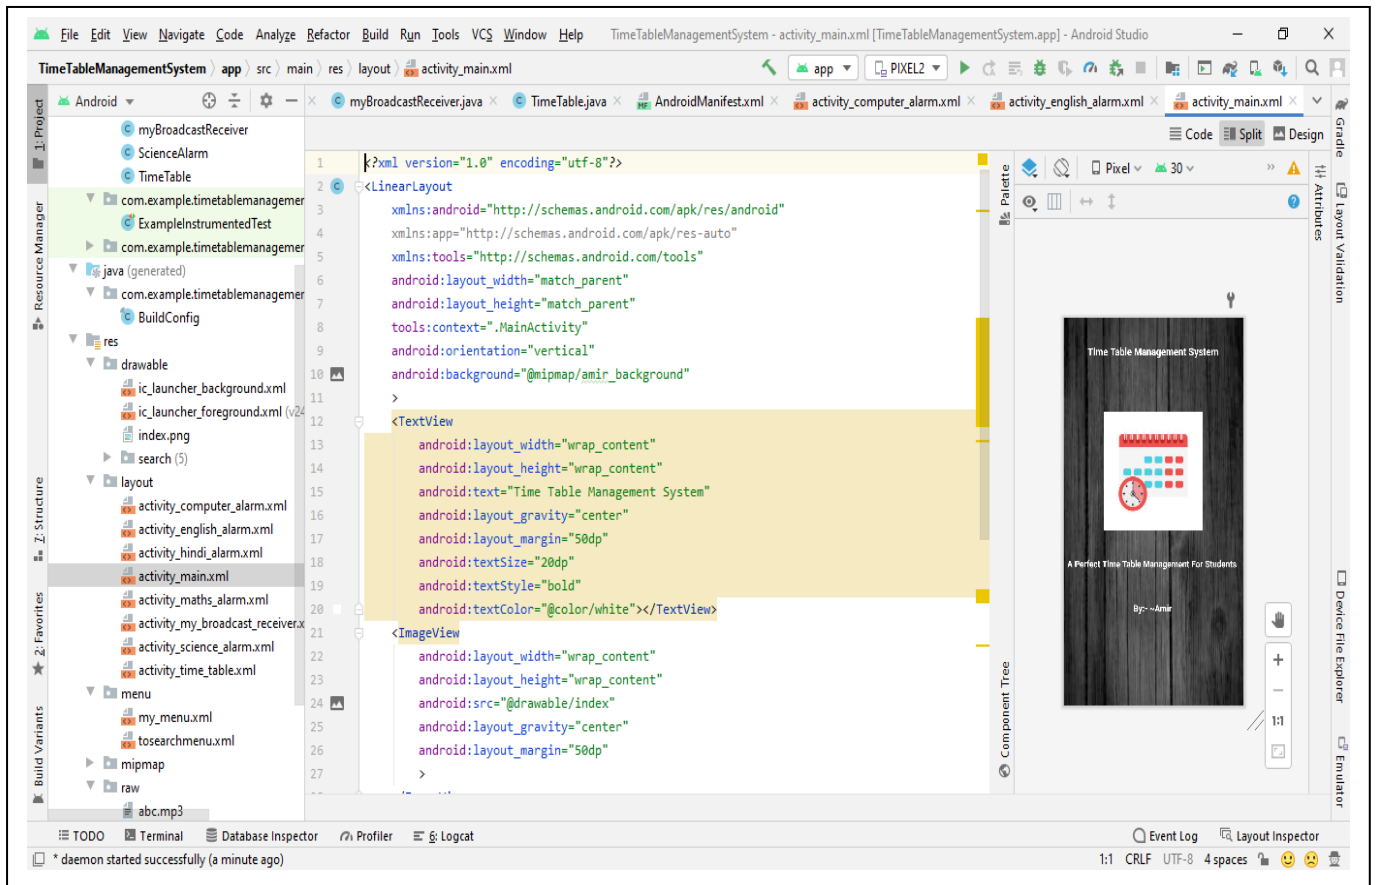 File Edit View Navigate Code Analyze Refactor Build Run Tools VCS Window Help TimeTableManagementSystem - activity_main.xml [TimeTableManagementSystem.app] - Android Studio
TimeTableManagementSystem app src main res layout activity_main.xml app PIXEL2
Android myBroadcastReceiver.java TimeTable.java AndroidManifest.xml activity_computer_alarm.xml activity_english_alarm.xml activity_main.xml
Code Split Design
1: Project
Resource Manager
Z: Structure
2: Favorites
Build Variants
myBroadcastReceiver
ScienceAlarm
TimeTable
com.example.timetablemanagemer
ExampleInstrumentedTest
com.example.timetablemanagemer
java (generated)
com.example.timetablemanagemer
BuildConfig
res
drawable
ic_launcher_background.xml
ic_launcher_foreground.xml (v24
index.png
search (5)
layout
activity_computer_alarm.xml
activity_english_alarm.xml
activity_hindi_alarm.xml
activity_main.xml
activity_maths_alarm.xml
activity_my_broadcast_receiver.x
activity_science_alarm.xml
activity_time_table.xml
menu
my_menu.xml
tosearchmenu.xml
mipmap
raw
abc.mp3
1 <?xml version="1.0" encoding="utf-8"?>
2 <LinearLayout
3 xmlns:android="http://schemas.android.com/apk/res/android"
4 xmlns:app="http://schemas.android.com/apk/res-auto"
5 xmlns:tools="http://schemas.android.com/tools"
6 android:layout_width="match_parent"
7 android:layout_height="match_parent"
8 tools:context=".MainActivity"
9 android:orientation="vertical"
10 android:background="@mipmap/amir_background"
11 >
12 <TextView
13 android:layout_width="wrap_content"
14 android:layout_height="wrap_content"
15 android:text="Time Table Management System"
16 android:layout_gravity="center"
17 android:layout_margin="50dp"
18 android:textSize="20dp"
19 android:textStyle="bold"
20 android:textColor="@color/white"></TextView>
21 <ImageView
22 android:layout_width="wrap_content"
23 android:layout_height="wrap_content"
24 android:src="@drawable/index"
25 android:layout_gravity="center"
26 android:layout_margin="50dp"
27 >
Palette
Component Tree
Pixel 30
Time Table Management System
A Perfect Time Table Management For Students
By:- ~Amir
1:1
Attributes
Gradle
Layout Validation
Device File Explorer
Emulator
TODO Terminal Database Inspector Profiler 6: Logcat Event Log Layout Inspector
* daemon started successfully (a minute ago) 1:1 CRLF UTF-8 4 spaces